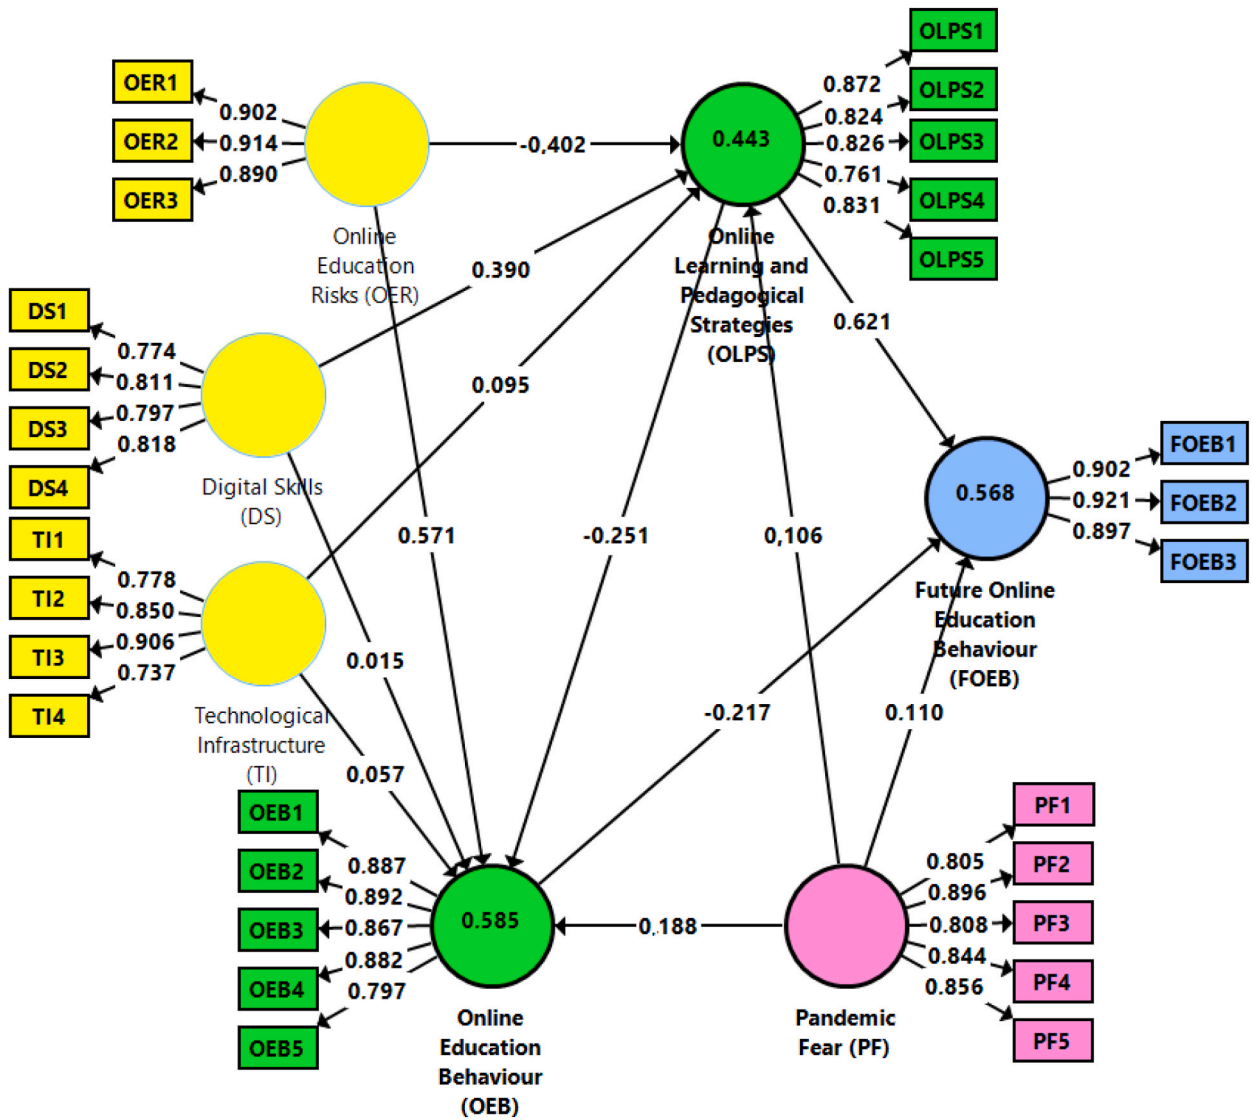 OLPS1
OER1
0.902
0.872
OLPS2
OER2
0.914
-0,402
0.443
0.824
0.826
OLPS3
0.890
0.761
OER3
0.831
OLPS4
Online
Education
Risks (OER)
Online
Learning and
Pedagogical
Strategies
(OLPS)
OLPS5
0.390
DS1
0.774
0.621
DS2
0.811
0.095
DS3
0.797
0.818
DS4
Digital Skills
(DS)
FOEB1
0.902
0.568
0.921
FOEB2
0.897
FOEB3
TI1
0.571
-0.251
0,106
0.778
TI2
0.850
Future Online
Education
Behaviour
(FOEB)
0.906
TI3
0.737
0.015
TI4
Technological
Infrastructure
(TI)
-0.217
0.110
0,057
OEB1
PF1
0.887
0.805
OEB2
PF2
0.892
0.896
OEB3
0.867
0.585
0,188
0.808
PF3
0.882
0.844
OEB4
0.797
0.856
PF4
OEB5
PF5
Online
Education
Behaviour
(OEB)
Pandemic
Fear (PF)